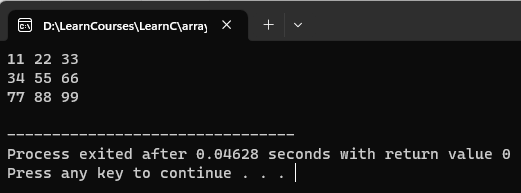 D:\LearnCourses\LearnC\array
11 22 33
34 55 66
77 88 99
--------------------------------
Process exited after 0.04628 seconds with return value 0
Press any key to continue . . .